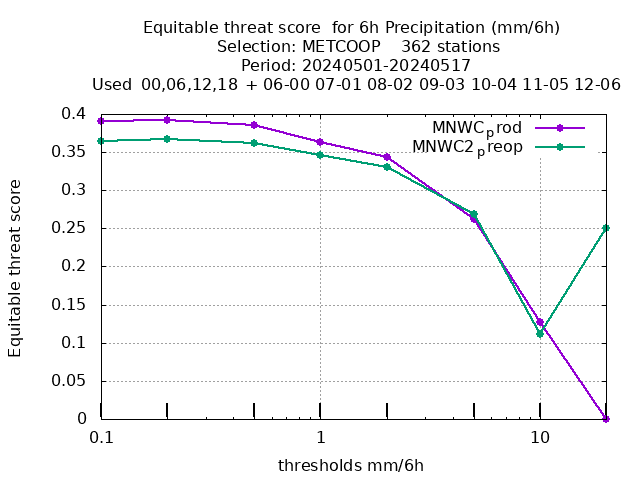 Equitable threat score  for 6h Precipitation (mm/6h)
Selection: METCOOP    362 stations
Period: 20240501-20240517
Used  00,06,12,18  + 06-00 07-01 08-02 09-03 10-04 11-05 12-06
MNWCprod
MNWC2preop
0.4
0.35
0.3
0.25
0.2
0.15
0.1
0.05
0
Equitable threat score
0.1 1 10
thresholds mm/6h